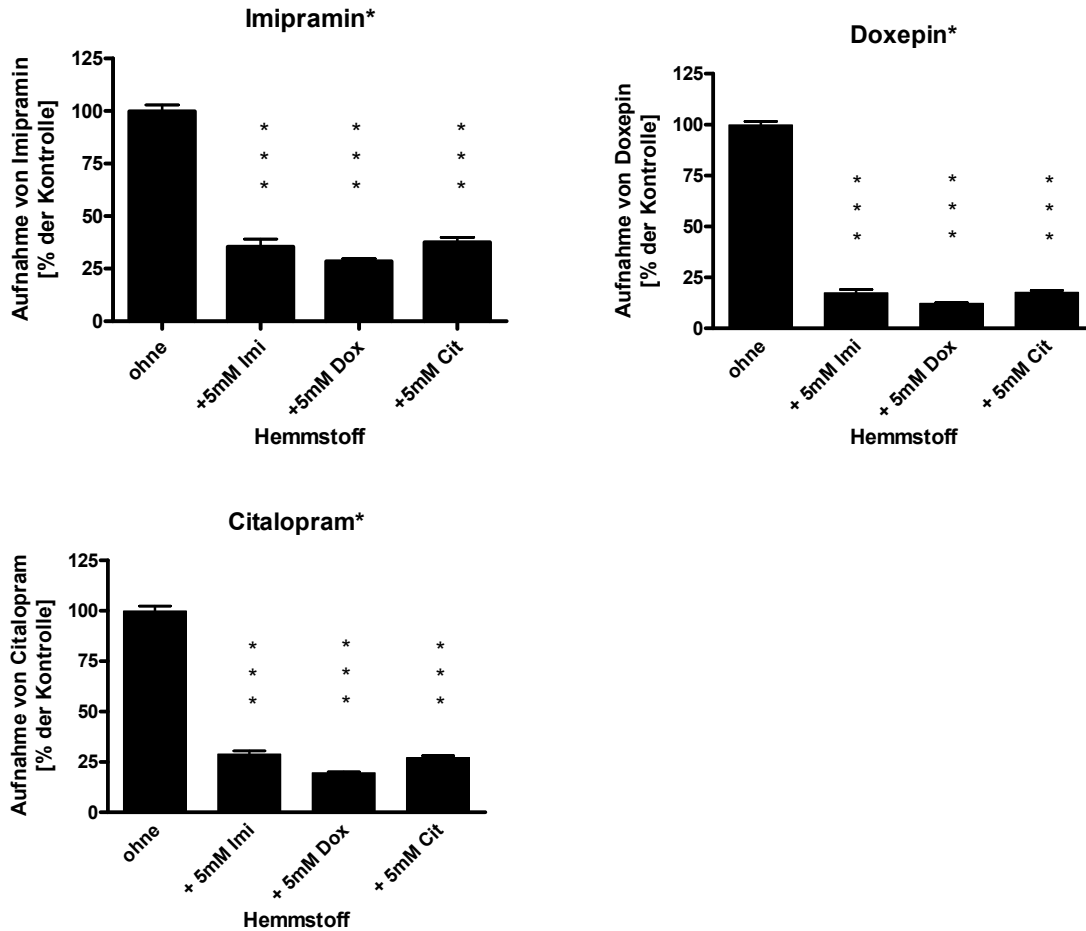 Imipramin*
Aufnahme von Imipramin
[% der Kontrolle]
125
100
75
50
25
0
* * *
* * *
* * *
ohne
+5mM Imi
+5mM Dox
+5mM Cit
Hemmstoff
Doxepin*
Aufnahme von Doxepin
[% der Kontrolle]
125
100
75
50
25
0
* * *
* * *
* * *
ohne
+ 5mM Imi
+ 5mM Dox
+ 5mM Cit
Hemmstoff
Citalopram*
Aufnahme von Citalopram
[% der Kontrolle]
125
100
75
50
25
0
* * *
* * *
* * *
ohne
+ 5mM Imi
+ 5mM Dox
+ 5mM Cit
Hemmstoff